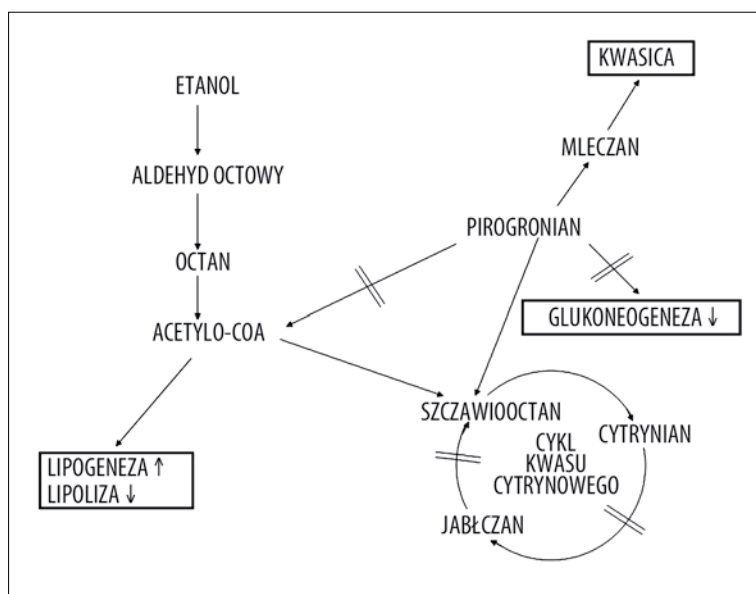 KWASICA
ETANOL
MLECZAN
ALDEHYD OCTOWY
PIROGRONIAN
OCTAN
GLUKONEOGENEZA ↓
ACETYLO-COA
SZCZAWIOOCTAN
CYTRYNIAN
CYKL
KWASU
CYTRYNOWEGO
LIPOGENEZA ↑
LIPOLIZA ↓
JABŁCZAN